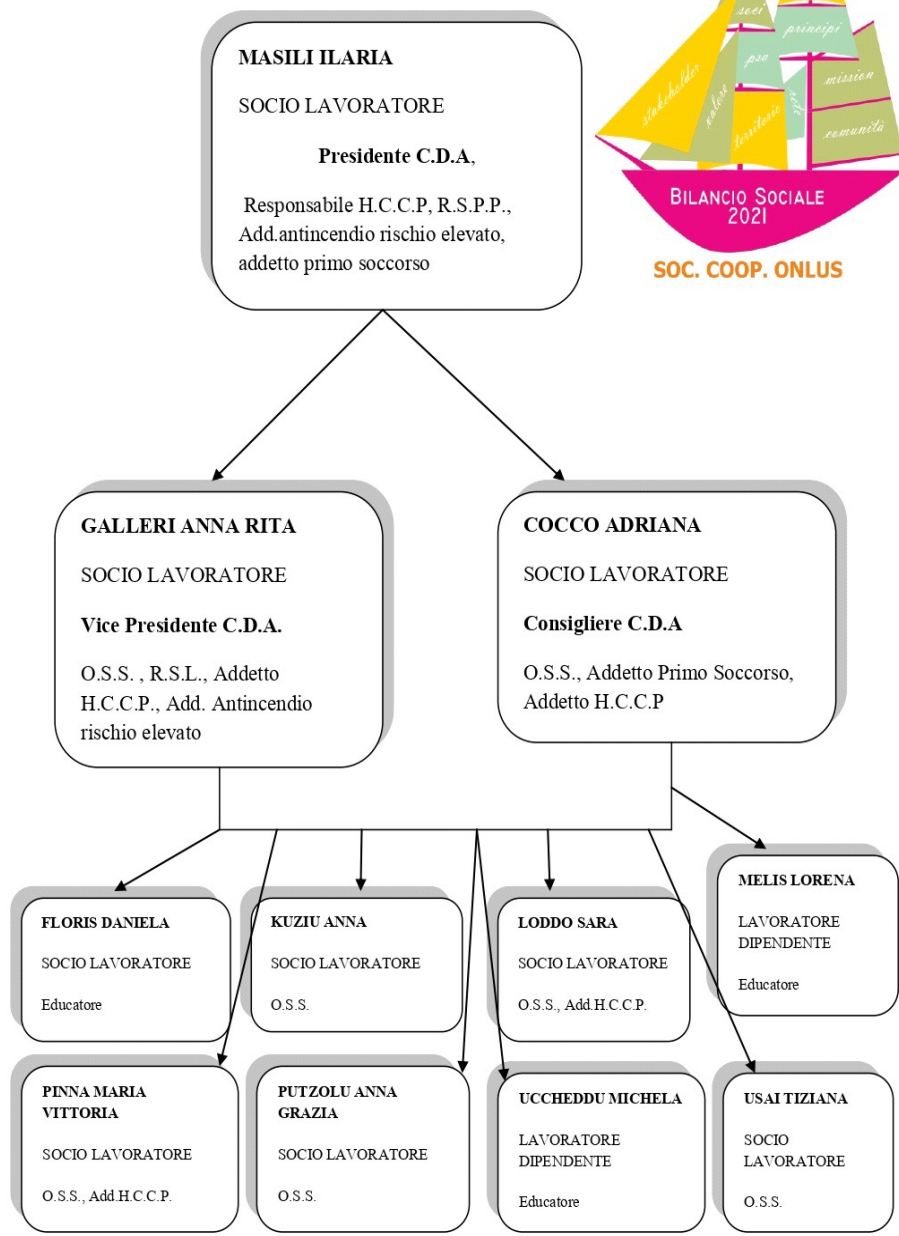 MASILI ILARIA
SOCIO LAVORATORE
Presidente C.D.A,
Responsabile H.C.C.P, R.S.P.P.,
Add.antincendio rischio elevato,
addetto primo soccorso
soci
principi
psa
stakeholder
valore
rete
mission
territorio
comunità
BILANCIO SOCIALE
2021
SOC. COOP. ONLUS
GALLERI ANNA RITA
SOCIO LAVORATORE
Vice Presidente C.D.A.
O.S.S. , R.S.L., Addetto
H.C.C.P., Add. Antincendio
rischio elevato
COCCO ADRIANA
SOCIO LAVORATORE
Consigliere C.D.A
O.S.S., Addetto Primo Soccorso,
Addetto H.C.C.P
FLORIS DANIELA
SOCIO LAVORATORE
Educatore
KUZIU ANNA
SOCIO LAVORATORE
O.S.S.
LODDO SARA
SOCIO LAVORATORE
O.S.S., Add.H.C.C.P.
MELIS LORENA
LAVORATORE
DIPENDENTE
Educatore
PINNA MARIA
VITTORIA
SOCIO LAVORATORE
O.S.S., Add.H.C.C.P.
PUTZOLU ANNA
GRAZIA
SOCIO LAVORATORE
O.S.S.
UCCHEDDU MICHELA
LAVORATORE
DIPENDENTE
Educatore
USAI TIZIANA
SOCIO
LAVORATORE
O.S.S.